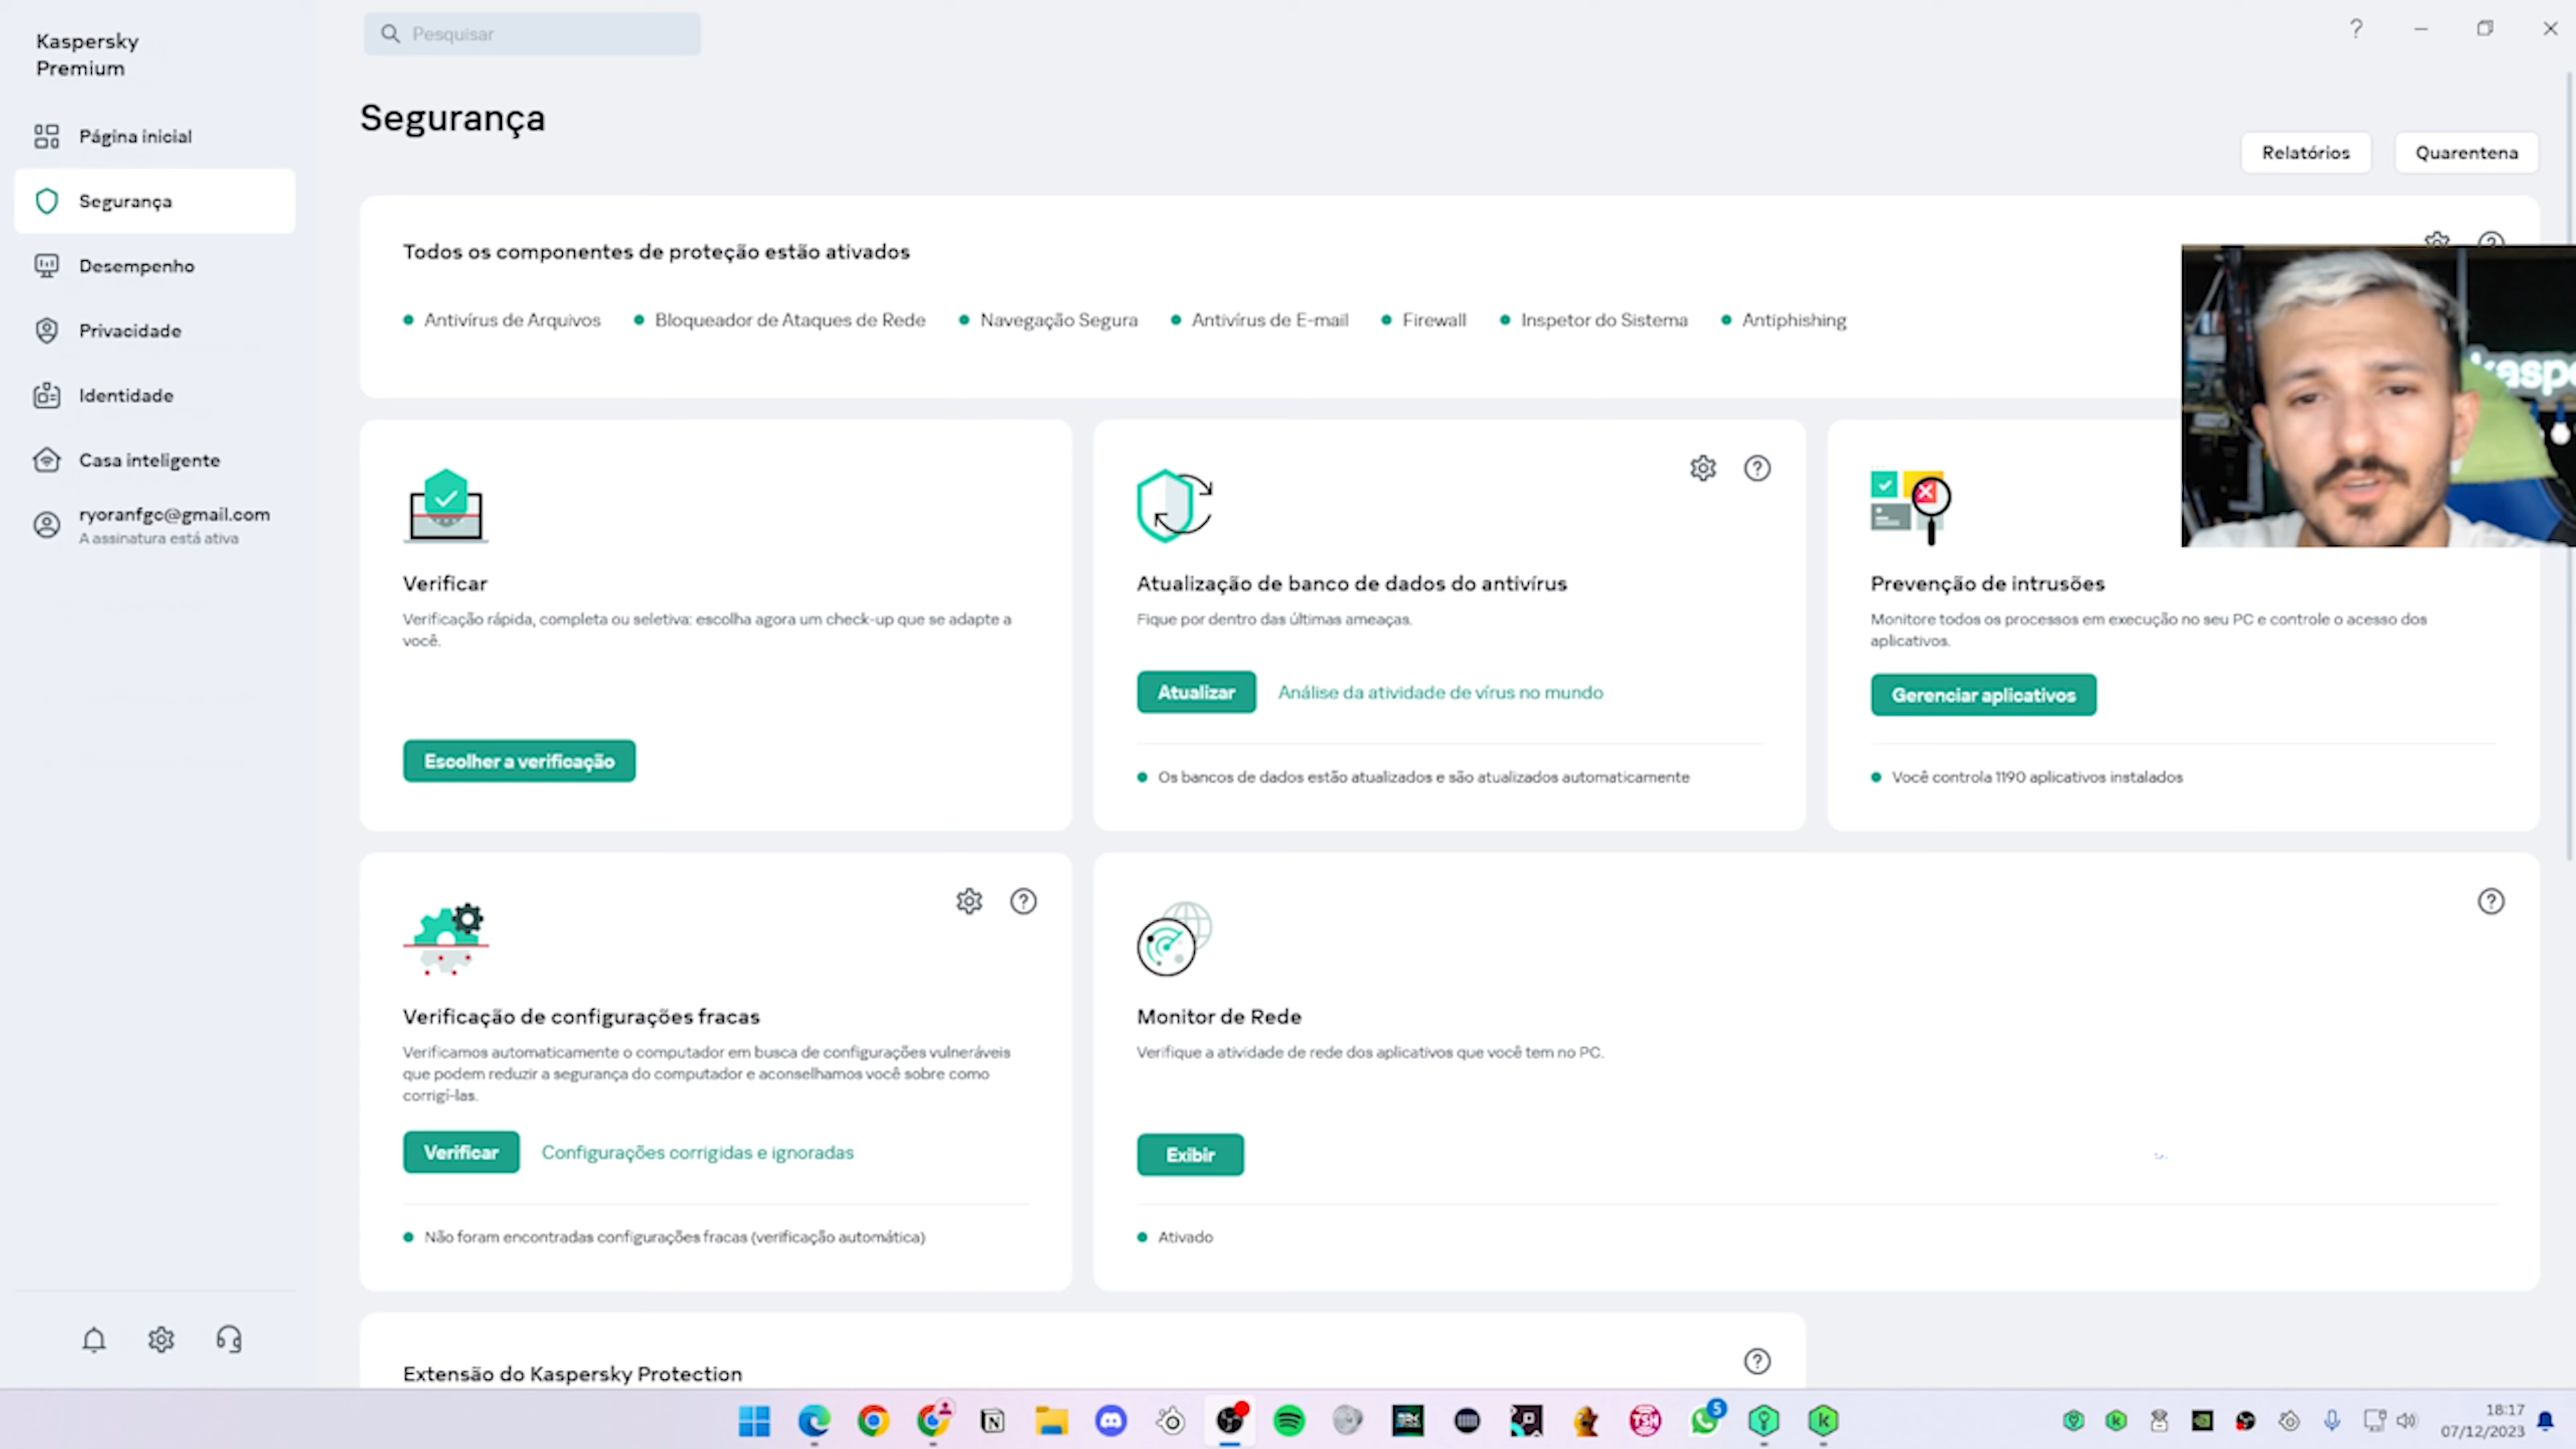 Kaspersky
Premium
Pesquisar
Página inicial
Segurança
Desempenho
Privacidade
Identidade
Casa inteligente
ryoranfgc@gmail.com
A assinatura está ativa
Segurança
Relatórios
Quarentena
Todos os componentes de proteção estão ativados
Antivírus de Arquivos
Bloqueador de Ataques de Rede
Navegação Segura
Antivírus de E-mail
Firewall
Inspetor do Sistema
Antiphishing
Verificar
Verificação rápida, completa ou seletiva: escolha agora um check-up que se adapte a
você.
Escolher a verificação
Atualização de banco de dados do antivírus
Fique por dentro das últimas ameaças.
Atualizar
Análise da atividade de vírus no mundo
Os bancos de dados estão atualizados e são atualizados automaticamente
Prevenção de intrusões
Monitore todos os processos em execução no seu PC e controle o acesso dos
aplicativos.
Gerenciar aplicativos
Você controla 1190 aplicativos instalados
Verificação de configurações fracas
Verificamos automaticamente o computador em busca de configurações vulneráveis
que podem reduzir a segurança do computador e aconselhamos você sobre como
corrigi-las.
Verificar
Configurações corrigidas e ignoradas
Não foram encontradas configurações fracas (verificação automática)
Monitor de Rede
Verifique a atividade de rede dos aplicativos que você tem no PC.
Exibir
Ativado
Extensão do Kaspersky Protection
TSH
5
18:17
07/12/2023